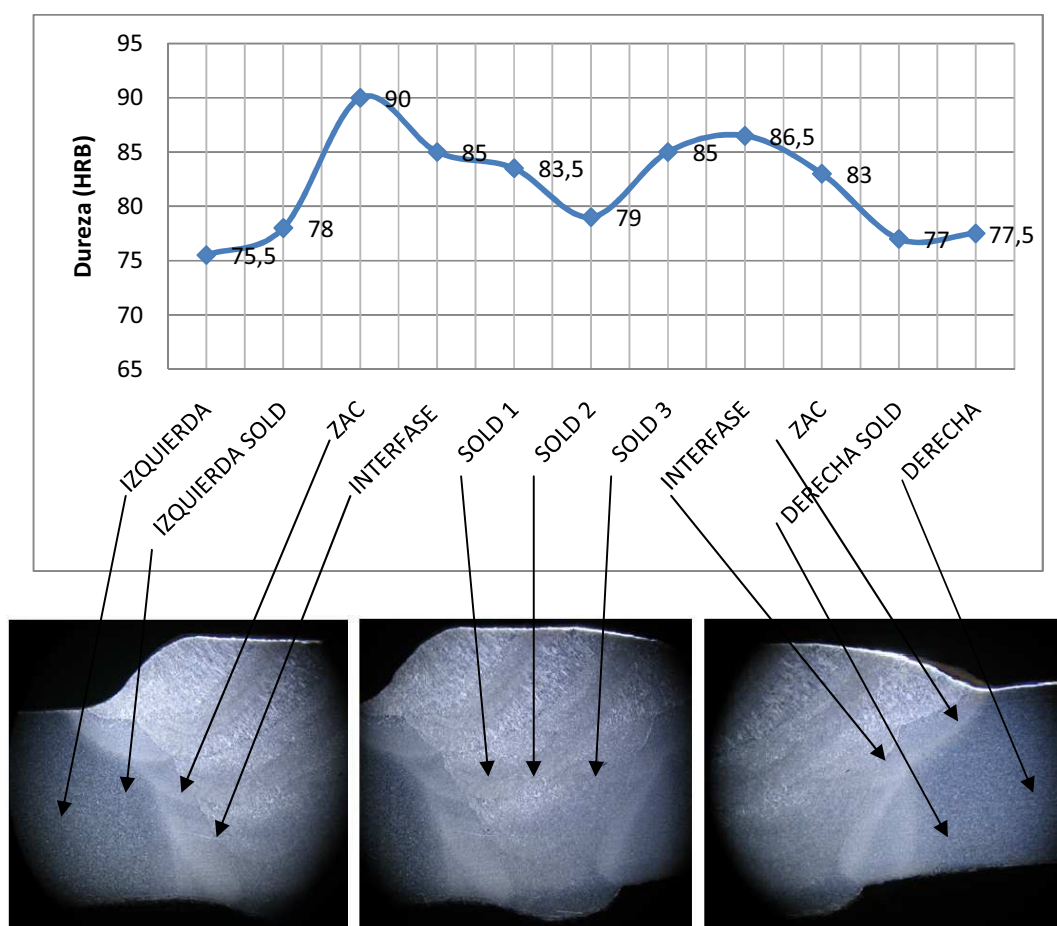 95
90
85
80
75
70
65
Dureza (HRB)
75,5
78
90
85
83,5
79
85
86,5
83
77
77,5
IZQUIERDA
IZQUIERDA SOLD
ZAC
INTERFASE
SOLD 1
SOLD 2
SOLD 3
INTERFASE
ZAC
DERECHA SOLD
DERECHA